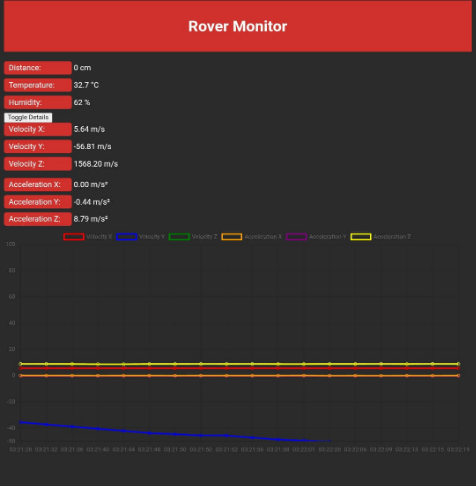 Rover Monitor
Distance: 0 cm
Temperature: 32.7 °C
Humidity: 62 %
Toggle Details
Velocity X: 5.64 m/s
Velocity Y: -56.81 m/s
Velocity Z: 1568.20 m/s
Acceleration X: 0.00 m/s²
Acceleration Y: -0.44 m/s²
Acceleration Z: 8.79 m/s²
Velocity X Velocity Y Velocity Z Acceleration X Acceleration Y Acceleration Z
100
80
60
40
20
0
-20
-40
-50